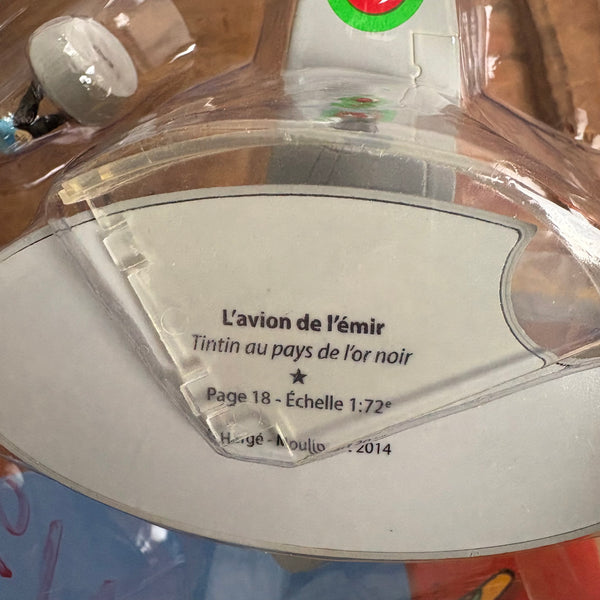 L'avion de l'émir
Tintin au pays de l'or noir
Page 18 - Échelle 1:72e
Hergé - 2014